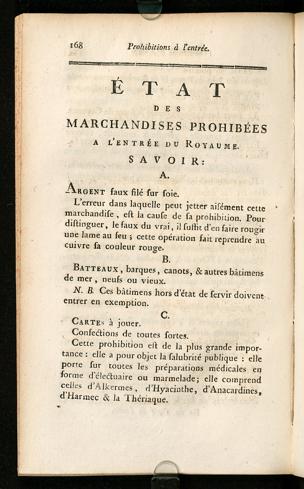 168 Prohibitions à l'entrée.
ÉTAT
DES
MARCHANDISES PROHIBÉES
A L'ENTRÉE DU ROYAUME.
SAVOIR:
A.
ARGENT faux filé sur soie.
L'erreur dans laquelle peut jetter aisément cette
marchandise, est la cause de sa prohibition. Pour
distinguer, le faux du vrai, il suffit d'en faire rougir
une lame au feu; cette opération fait reprendre au
cuivre sa couleur rouge.
B.
BATTEAUX, barques, canots, & autres bâtimens
de mer, neufs ou vieux.
N. B. Ces bâtimens hors d'état de servir doivent
entrer en exemption.
C.
CARTES à jouer.
Confections de toutes sortes.
Cette prohibition est de la plus grande impor-
tance: elle a pour objet la salubrité publique: elle
porte sur toutes les préparations médicales en
forme d'électuaire ou marmelade; elle comprend
celles d'Alkermes, d'Hyacinthe, d'Anacardines,
d'Harmec & la Thériaque.